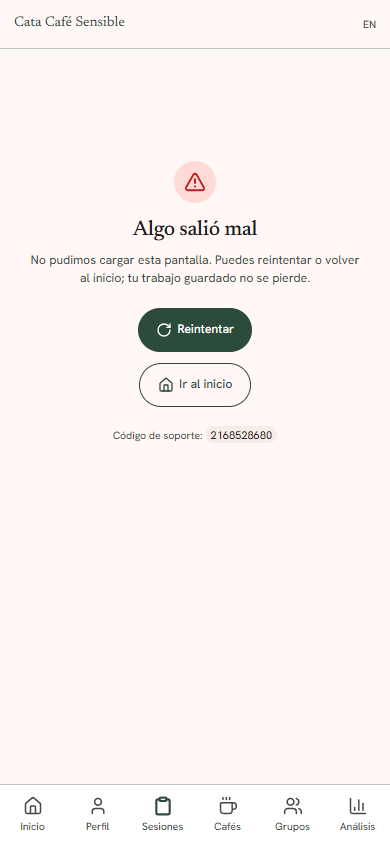 Cata Café Sensible
EN
Algo salió mal
No pudimos cargar esta pantalla. Puedes reintentar o volver
al inicio; tu trabajo guardado no se pierde.
Reintentar
Ir al inicio
Código de soporte: 2168528680
Inicio
Perfil
Sesiones
Cafés
Grupos
Análisis